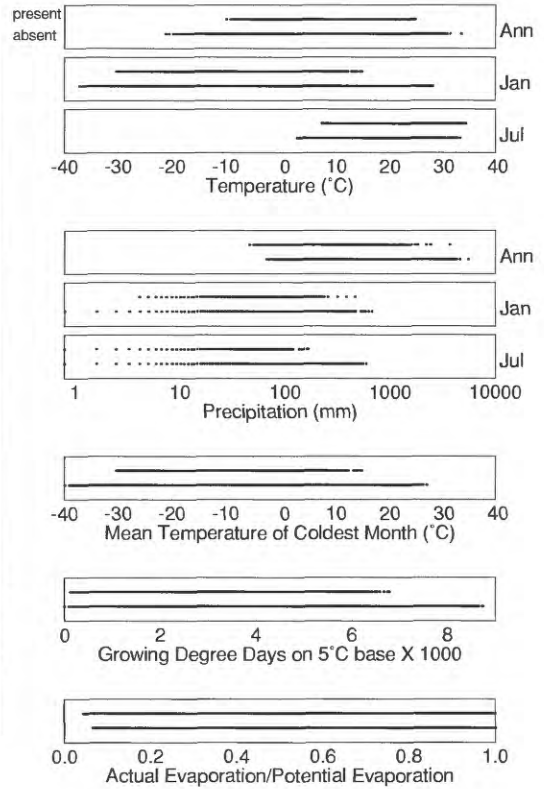 present
absent
Ann
Jan
Jul
-40 -30 -20 -10 0 10 20 30 40
Temperature (˚C)
Ann
Jan
Jul
1 10 100 1000 10000
Precipitation (mm)
-40 -30 -20 -10 0 10 20 30 40
Mean Temperature of Coldest Month (˚C)
0 2 4 6 8
Growing Degree Days on 5˚C base X 1000
0.0 0.2 0.4 0.6 0.8 1.0
Actual Evaporation/Potential Evaporation